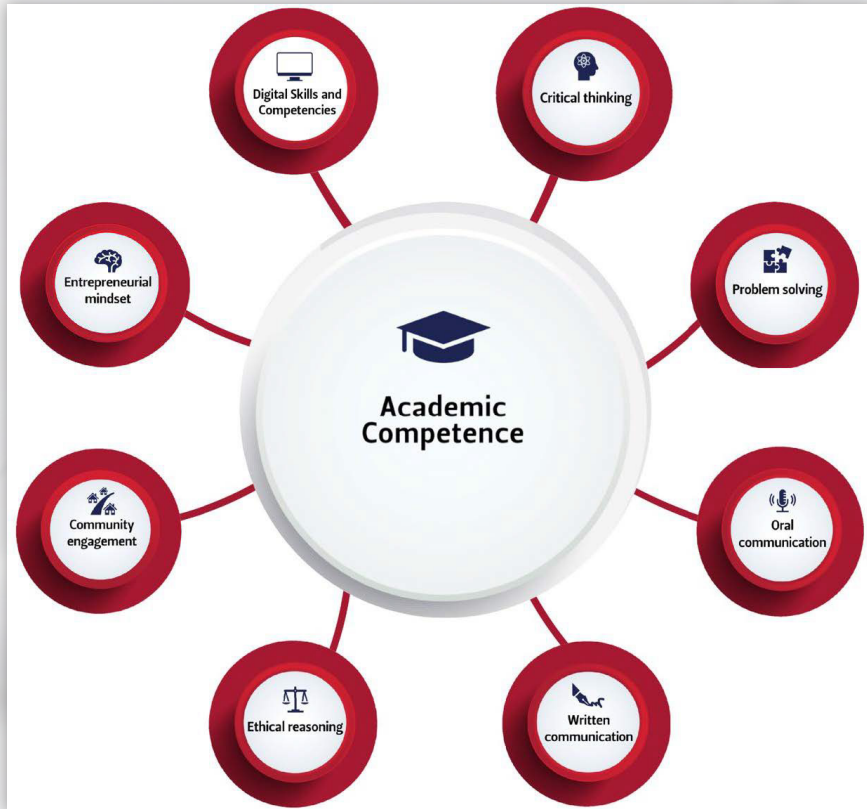 Digital Skills and
Competencies
Critical thinking
Entrepreneurial
mindset
Problem solving
Academic
Competence
Community
engagement
Oral
communication
Ethical reasoning
Written
communication